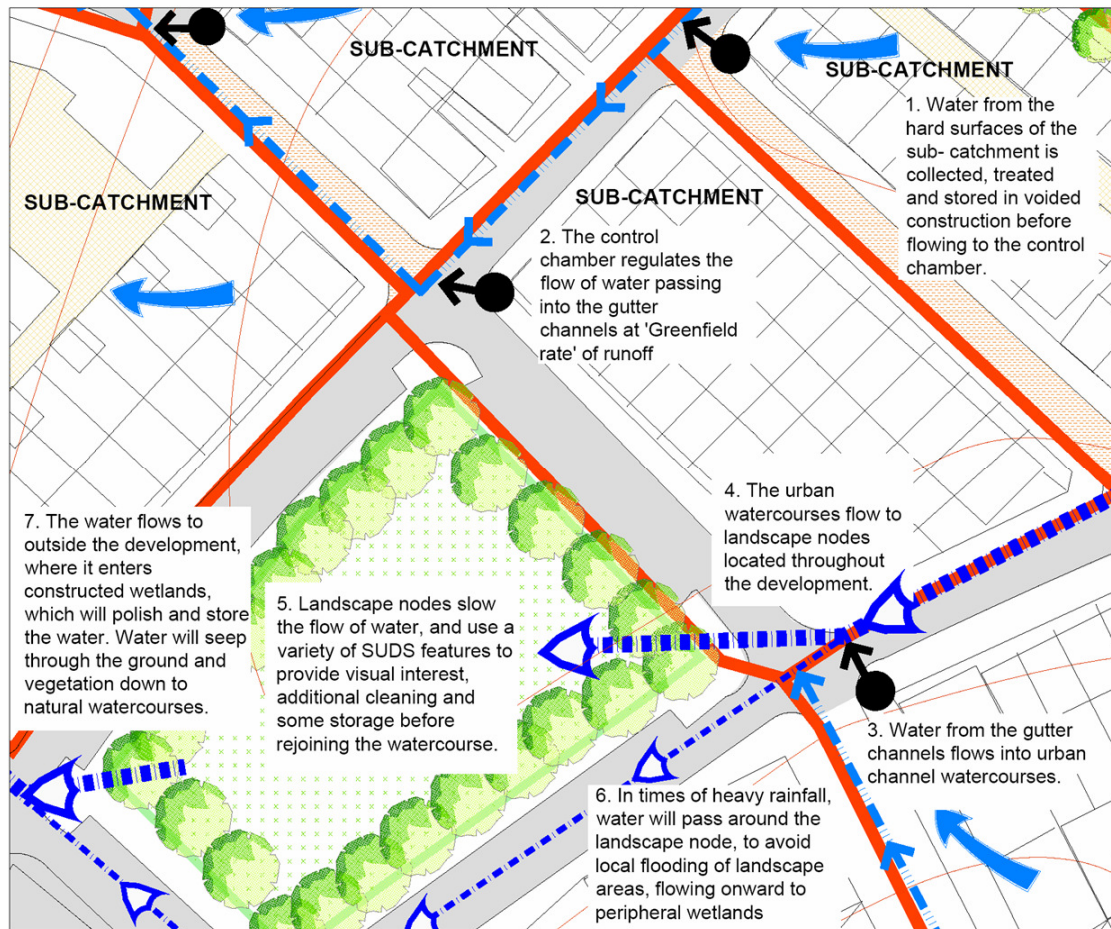 SUB-CATCHMENT
SUB-CATCHMENT
1. Water from the
hard surfaces of the
sub- catchment is
collected, treated
and stored in voided
construction before
flowing to the control
chamber.
SUB-CATCHMENT
SUB-CATCHMENT
2. The control
chamber regulates the
flow of water passing
into the gutter
channels at 'Greenfield
rate' of runoff
4. The urban
watercourses flow to
landscape nodes
located throughout
the development.
7. The water flows to
outside the development,
where it enters
constructed wetlands,
which will polish and store
the water. Water will seep
through the ground and
vegetation down to
natural watercourses.
5. Landscape nodes slow
the flow of water, and use a
variety of SUDS features to
provide visual interest,
additional cleaning and
some storage before
rejoining the watercourse.
3. Water from the gutter
channels flows into urban
channel watercourses.
6. In times of heavy rainfall,
water will pass around the
landscape node, to avoid
local flooding of landscape
areas, flowing onward to
peripheral wetlands